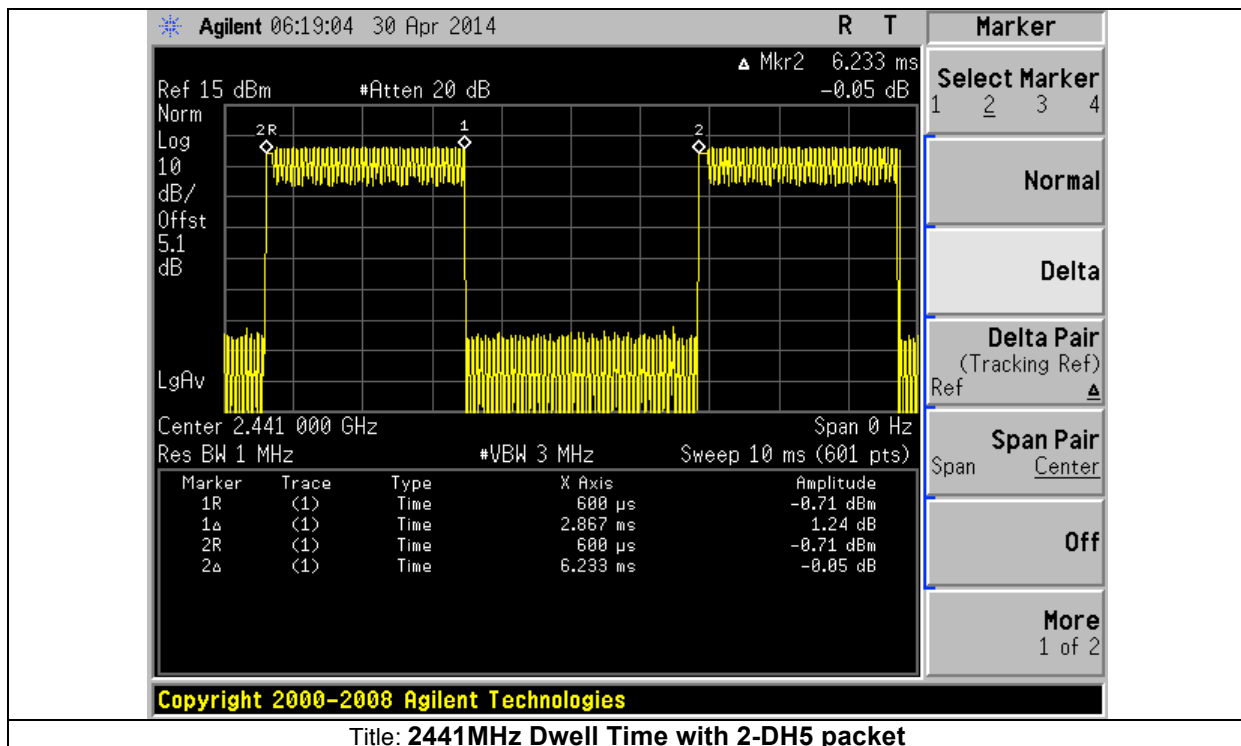 Agilent 06:19:04 30 Apr 2014 R T
Δ Mkr2 6.233 ms
Ref 15 dBm #Atten 20 dB -0.05 dB
Norm
Log
10
dB/
Offst
5.1
dB
LgAv
2R 1 2
Center 2.441 000 GHz Span 0 Hz
Res BW 1 MHz #VBW 3 MHz Sweep 10 ms (601 pts)
Marker Trace Type X Axis Amplitude
1R (1) Time 600 µs -0.71 dBm
1Δ (1) Time 2.867 ms 1.24 dB
2R (1) Time 600 µs -0.71 dBm
2Δ (1) Time 6.233 ms -0.05 dB
Marker
Select Marker
1 2 3 4
Normal
Delta
Delta Pair
(Tracking Ref)
Ref Δ
Span Pair
Span Center
Off
More
1 of 2
Copyright 2000-2008 Agilent Technologies
Title: 2441MHz Dwell Time with 2-DH5 packet